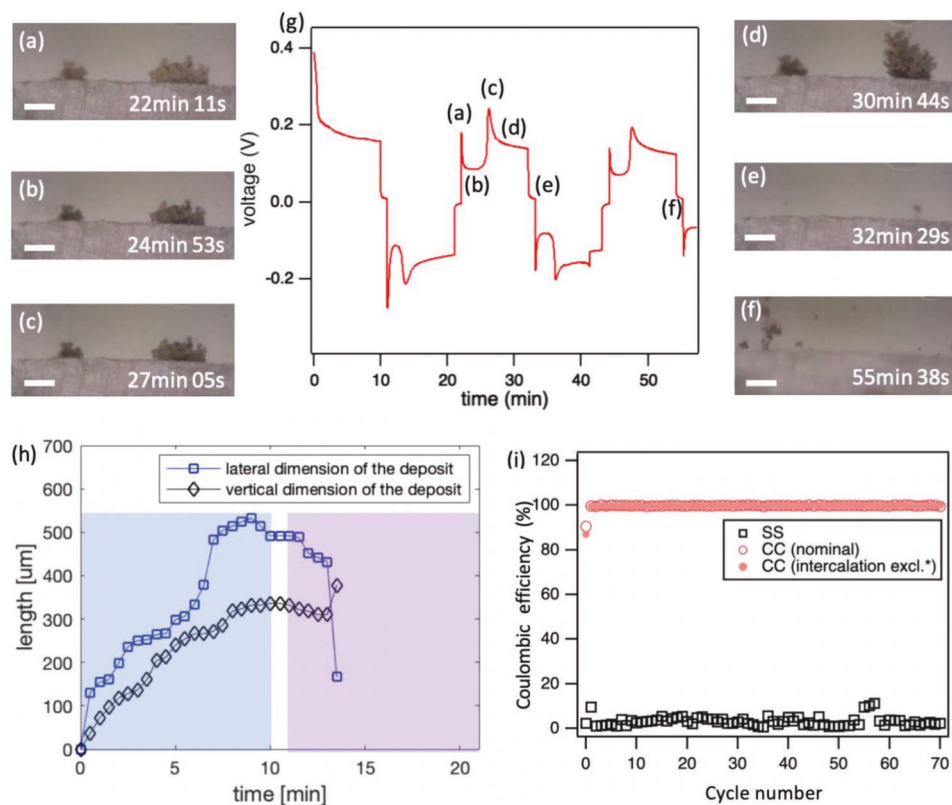 (a)
22min 11s
(b)
24min 53s
(c)
27min 05s
(g)
voltage (V)
0.4
0.2
0.0
-0.2
(a)
(b)
(c)
(d)
(e)
(f)
0
10
20
30
40
50
time (min)
(d)
30min 44s
(e)
32min 29s
(f)
55min 38s
(h)
length [um]
700
600
500
400
300
200
100
0
lateral dimension of the deposit
vertical dimension of the deposit
0
5
10
15
20
time [min]
(i)
Coulombic efficiency (%)
120
100
80
60
40
20
0
SS
CC (nominal)
CC (intercalation excl.*)
0
10
20
30
40
50
60
70
Cycle number